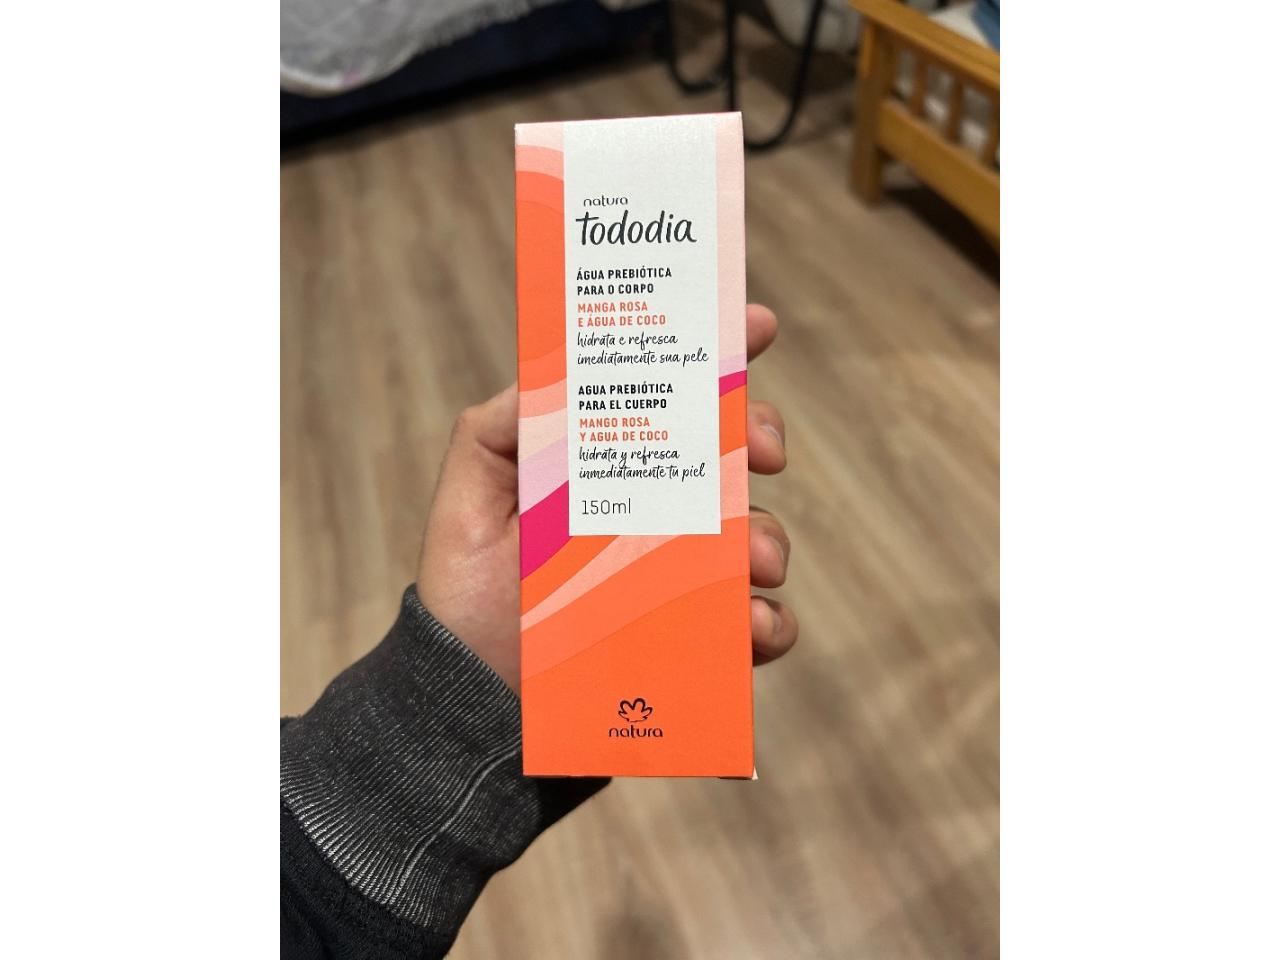 natura
tododia
ÁGUA PREBIÓTICA
PARA O CORPO
MANGA ROSA
E ÁGUA DE COCO
hidrata e refresca
imediatamente sua pele
AGUA PREBIÓTICA
PARA EL CUERPO
MANGO ROSA
Y AGUA DE COCO
hidrata y refresca
inmediatamente tu piel
150ml
natura